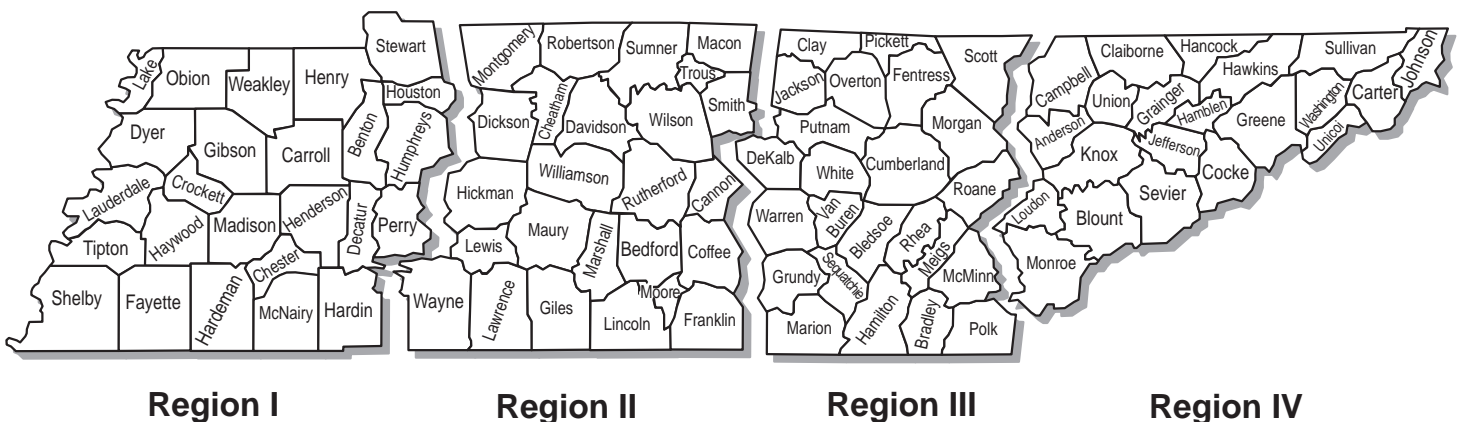 Stewart
Lake
Obion
Weakley
Henry
Houston
Dyer
Gibson
Carroll
Benton
Humphreys
Lauderdale
Crockett
Haywood
Madison
Henderson
Decatur
Perry
Tipton
Chester
Shelby
Fayette
Hardeman
McNairy
Hardin
Region I
Montgomery
Robertson
Sumner
Macon
Trous
Smith
Dickson
Cheatham
Davidson
Wilson
Williamson
Rutherford
Cannon
Hickman
Lewis
Maury
Marshall
Bedford
Coffee
Moore
Wayne
Lawrence
Giles
Lincoln
Franklin
Region II
Clay
Pickett
Scott
Jackson
Overton
Fentress
Putnam
Morgan
DeKalb
White
Cumberland
Roane
Warren
Van
Buren
Bledsoe
Rhea
Meigs
McMinn
Grundy
Sequatchie
Marion
Hamilton
Bradley
Polk
Region III
Campbell
Claiborne
Hancock
Hawkins
Sullivan
Johnson
Carter
Washington
Unicoi
Union
Grainger
Hamblen
Greene
Anderson
Knox
Jefferson
Cocke
Sevier
Loudon
Blount
Monroe
Region IV